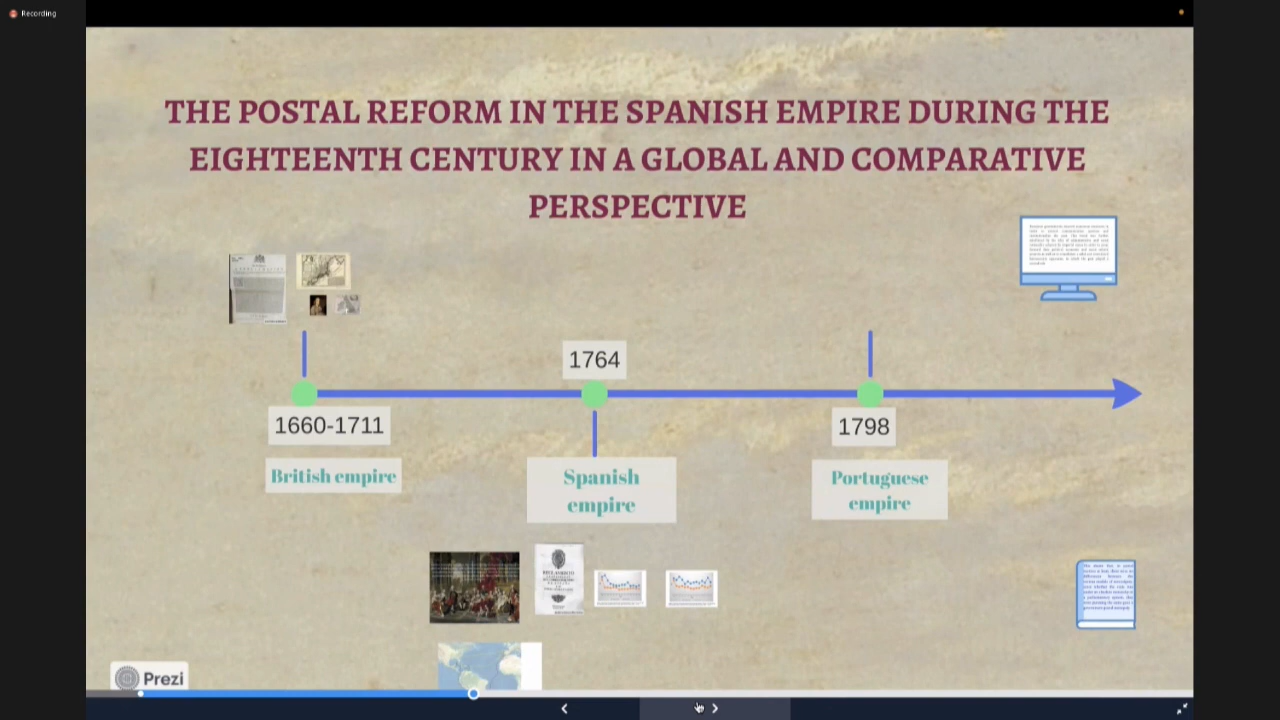 Recording
THE POSTAL REFORM IN THE SPANISH EMPIRE DURING THE
EIGHTEENTH CENTURY IN A GLOBAL AND COMPARATIVE
PERSPECTIVE
1764
1660-1711
1798
British empire
Spanish
empire
Portuguese
empire
Prezi